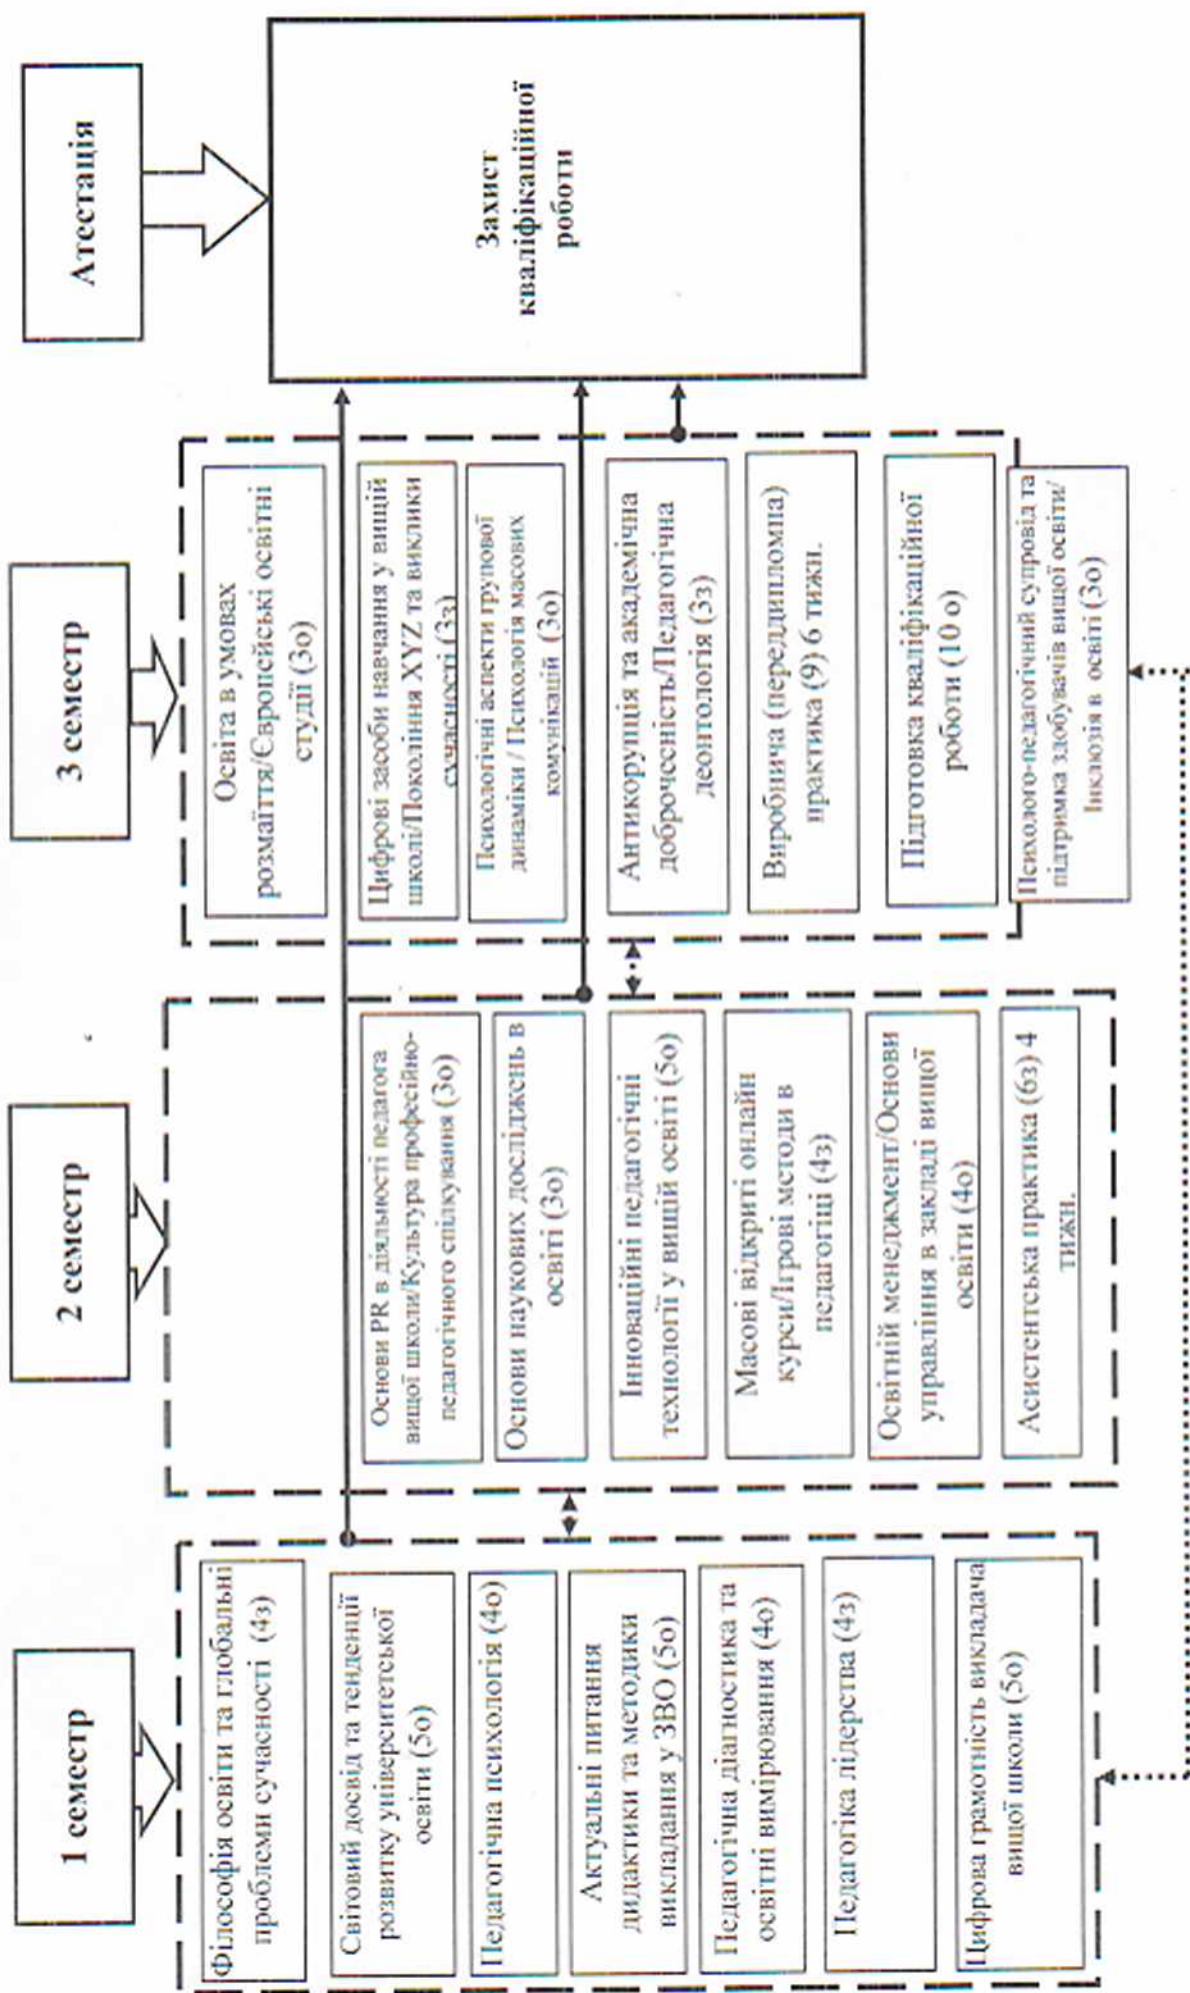 1 семестр
2 семестр
3 семестр
Атестація
Філософія освіти та глобальні
проблеми сучасності (4з)
Світовий досвід та тенденції
розвитку університетської
освіти (5о)
Педагогічна психологія (4о)
Актуальні питання
дидактики та методики
викладання у ЗВО (5о)
Педагогічна діагностика та
освітні вимірювання (4о)
Педагогіка лідерства (4з)
Цифрова грамотність викладача
вищої школи (5о)
Основи PR в діяльності педагога
вищої школи/Культура професійно-
педагогічного спілкування (3о)
Основи наукових досліджень в
освіті (3о)
Інноваційні педагогічні
технології у вищій освіті (5о)
Масові відкриті онлайн
курси/Ігрові методи в
педагогіці (4з)
Освітній менеджмент/Основи
управління в закладі вищої
освіти (4о)
Асистентська практика (6з) 4
тижн.
Освіта в умовах
розмаїття/Європейські освітні
студії (3о)
Цифрові засоби навчання у вищій
школі/Покоління XYZ та виклики
сучасності (3з)
Психологічні аспекти групової
динаміки / Психологія масових
комунікацій (3о)
Антикорупція та академічна
доброчесність/Педагогічна
деонтологія (3з)
Виробнича (переддипломна)
практика (9) 6 тижн.
Підготовка кваліфікаційної
роботи (10 о)
Психолого-педагогічний супровід та
підтримка здобувачів вищої освіти/
Інклюзія в освіті (3о)
Захист
кваліфікаційної
роботи